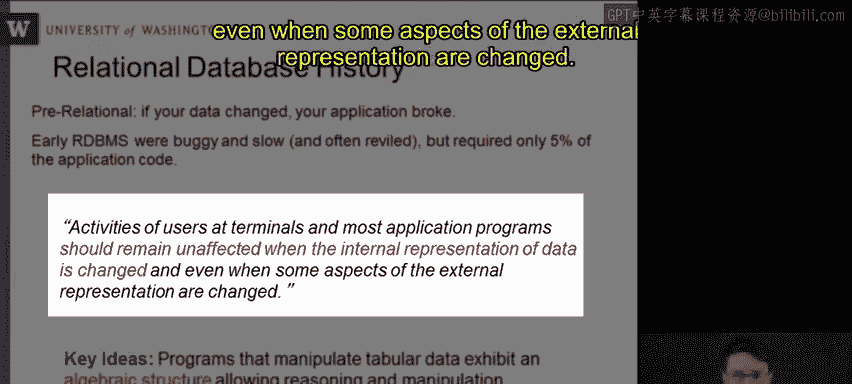 GPT中英字幕课程资源@bilibili.com
W UNIVERSITY of WASHINGTON
even when some aspects of the external
representation are changed.
Relational Database History
Pre-Relational: if your data changed, your application broke.
Early RDBMS were buggy and slow (and often reviled), but required only 5% of
the application code.
“Activities of users at terminals and most application programs
should remain unaffected when the internal representation of data
is changed and even when some aspects of the external
representation are changed.”
Key Ideas: Programs that manipulate tabular data exhibit an
algebraic structure allowing reasoning and manipulation